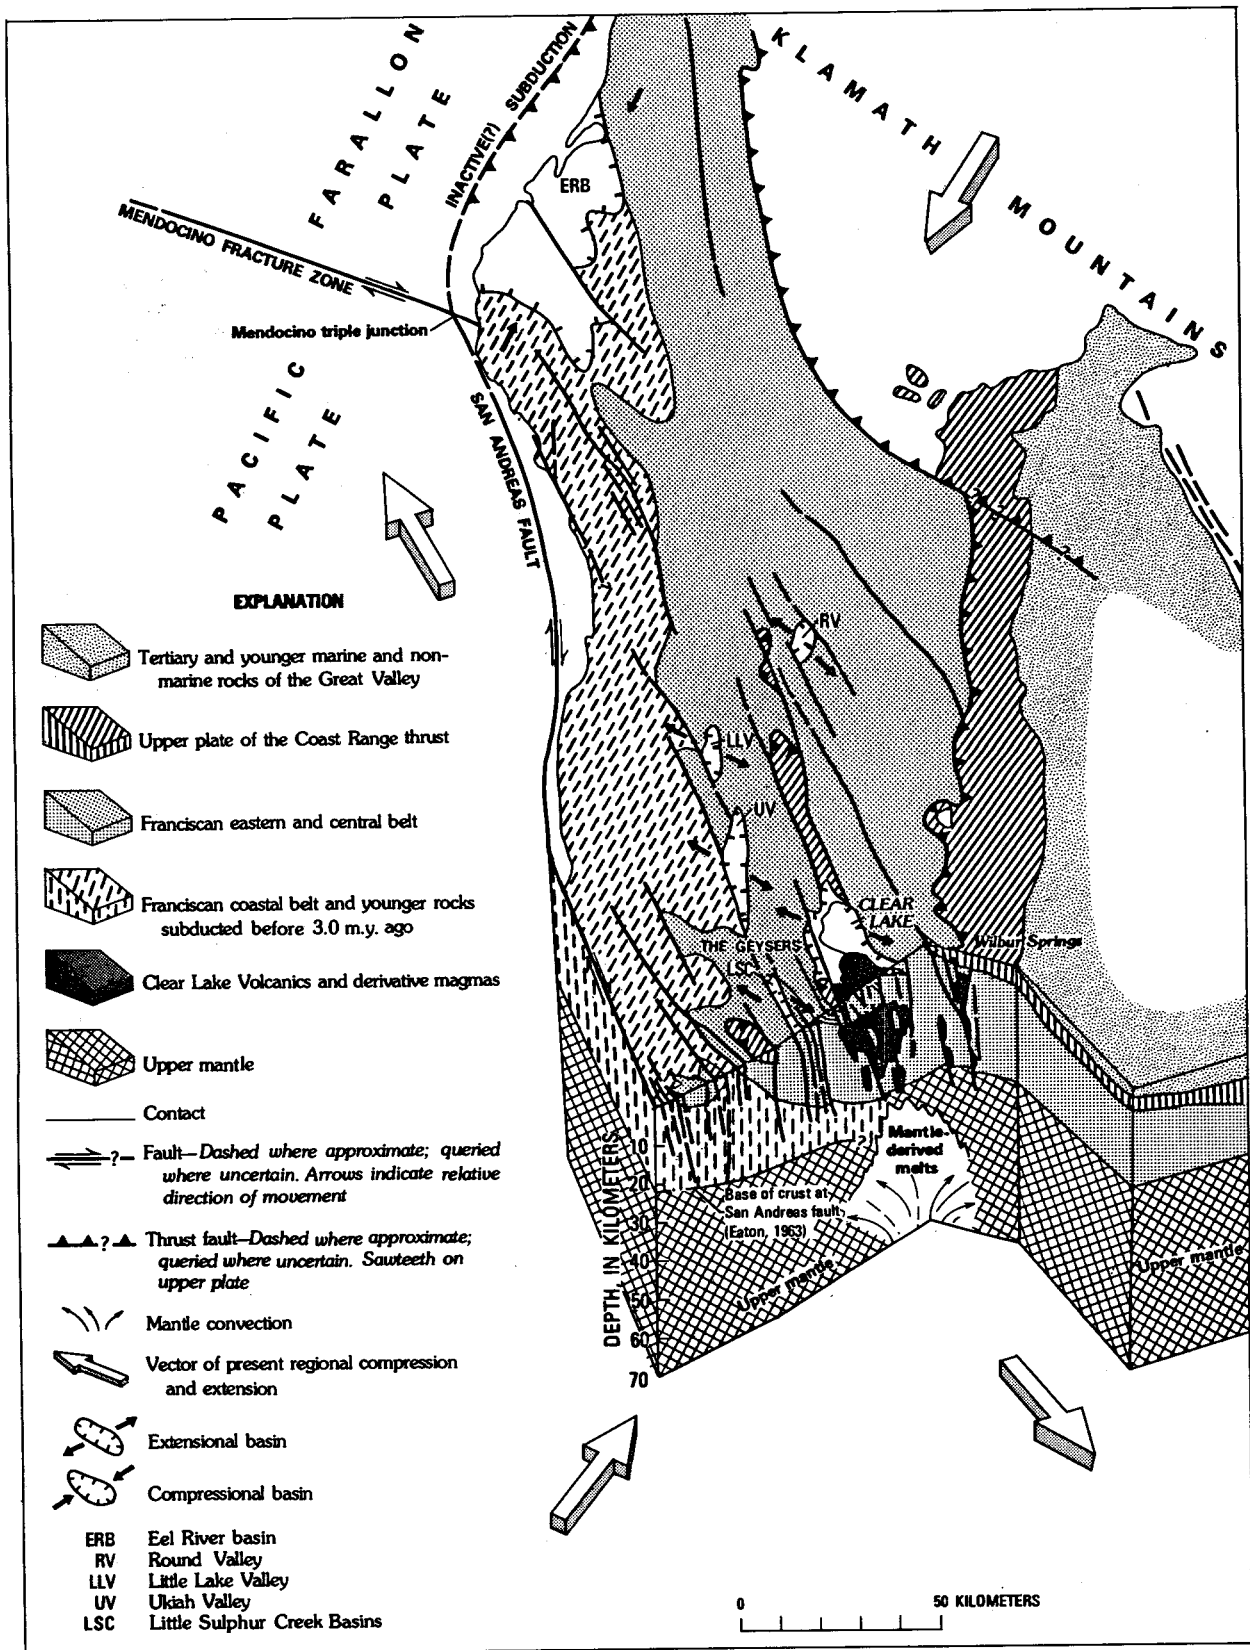 FARALLON
PLATE
INACTIVE(?) SUBDUCTION
KLAMATH MOUNTAINS
ERB
MENDOCINO FRACTURE ZONE
Mendocino triple junction
PACIFIC
PLATE
SAN ANDREAS FAULT
?
RV
LLV
UV
CLEAR
LAKE
THE GEYSERS
LSC
Wilbur Springs
EXPLANATION
Tertiary and younger marine and non-
marine rocks of the Great Valley
Upper plate of the Coast Range thrust
Franciscan eastern and central belt
Franciscan coastal belt and younger rocks
subducted before 3.0 m.y. ago
Clear Lake Volcanics and derivative magmas
Upper mantle
Contact
?
Fault—Dashed where approximate; queried
where uncertain. Arrows indicate relative
direction of movement
?
Thrust fault—Dashed where approximate;
queried where uncertain. Sawteeth on
upper plate
Mantle convection
Vector of present regional compression
and extension
Extensional basin
Compressional basin
ERB Eel River basin
RV Round Valley
LLV Little Lake Valley
UV Ukiah Valley
LSC Little Sulphur Creek Basins
DEPTH, IN KILOMETERS
10
20
30
40
50
60
70
?
Mantle-
derived
melts
Base of crust at
San Andreas fault
(Eaton, 1963)
Upper mantle
Upper mantle
0 50 KILOMETERS